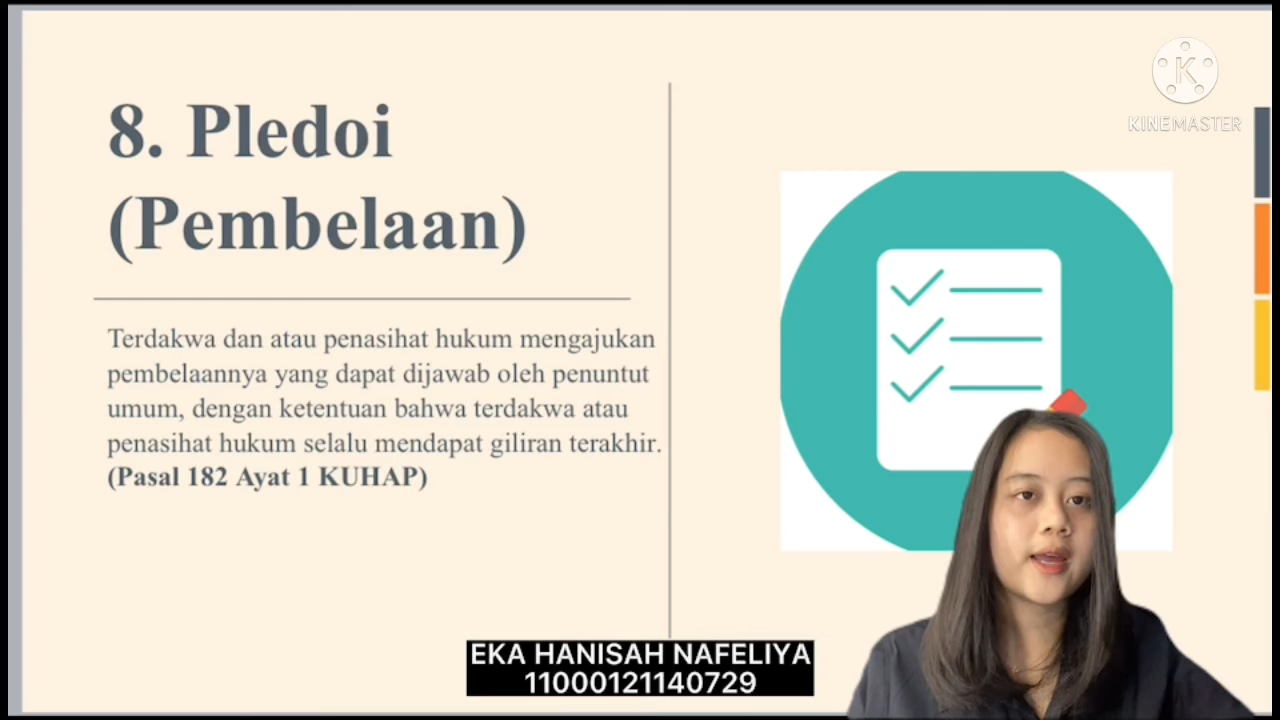 8. Pledoi
(Pembelaan)
Terdakwa dan atau penasihat hukum mengajukan
pembelaannya yang dapat dijawab oleh penuntut
umum, dengan ketentuan bahwa terdakwa atau
penasihat hukum selalu mendapat giliran terakhir.
(Pasal 182 Ayat 1 KUHAP)
K
KINEMASTER
EKA HANISAH NAFELIYA
11000121140729